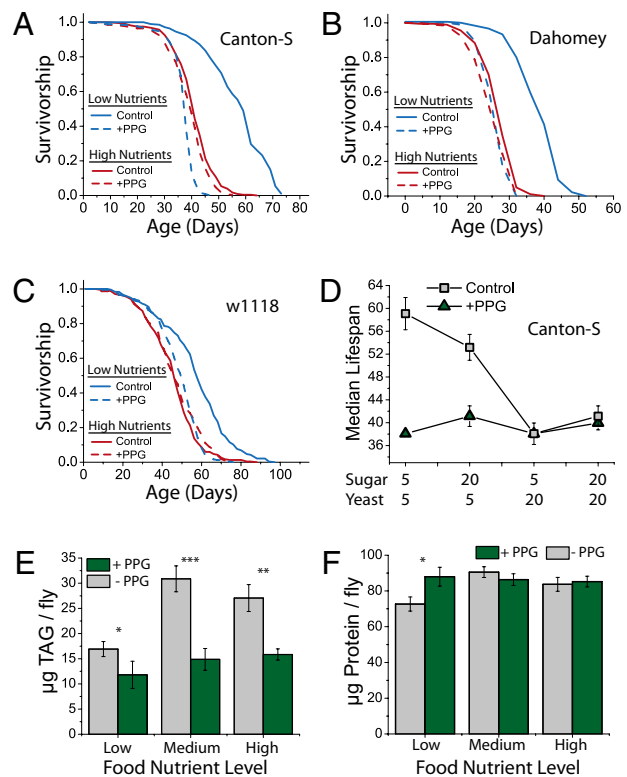 A
Canton-S
Survivorship
1.0
0.8
0.6
0.4
0.2
0.0
Low Nutrients
Control
+PPG
High Nutrients
Control
+PPG
0 10 20 30 40 50 60 70 80
Age (Days)
B
Dahomey
Survivorship
1.0
0.8
0.6
0.4
0.2
0.0
Low Nutrients
Control
+PPG
High Nutrients
Control
+PPG
0 10 20 30 40 50 60
Age (Days)
C
w1118
Survivorship
1.0
0.8
0.6
0.4
0.2
0.0
Low Nutrients
Control
+PPG
High Nutrients
Control
+PPG
0 20 40 60 80 100
Age (Days)
D
Control
+PPG
Canton-S
Median Lifespan
64
60
56
52
48
44
40
36
Sugar 5 20 5 20
Yeast 5 5 20 20
E
+ PPG
- PPG
µg TAG / fly
35
30
25
20
15
10
5
0
*
***
**
Low Medium High
Food Nutrient Level
F
+ PPG
- PPG
µg Protein / fly
100
80
60
40
20
0
*
Low Medium High
Food Nutrient Level